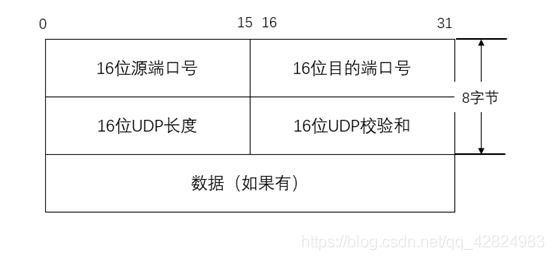 0 15 16 31
16位源端口号 16位目的端口号
8字节
16位UDP长度 16位UDP校验和
数据（如果有）
https://blog.csdn.net/qq_42824983